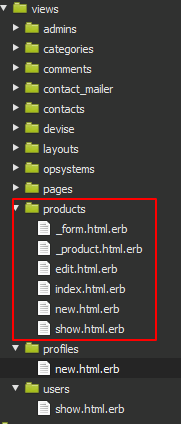 views
admins
categories
comments
contact_mailer
contacts
devise
layouts
opsystems
pages
products
_form.html.erb
_product.html.erb
edit.html.erb
index.html.erb
new.html.erb
show.html.erb
profiles
new.html.erb
users
show.html.erb